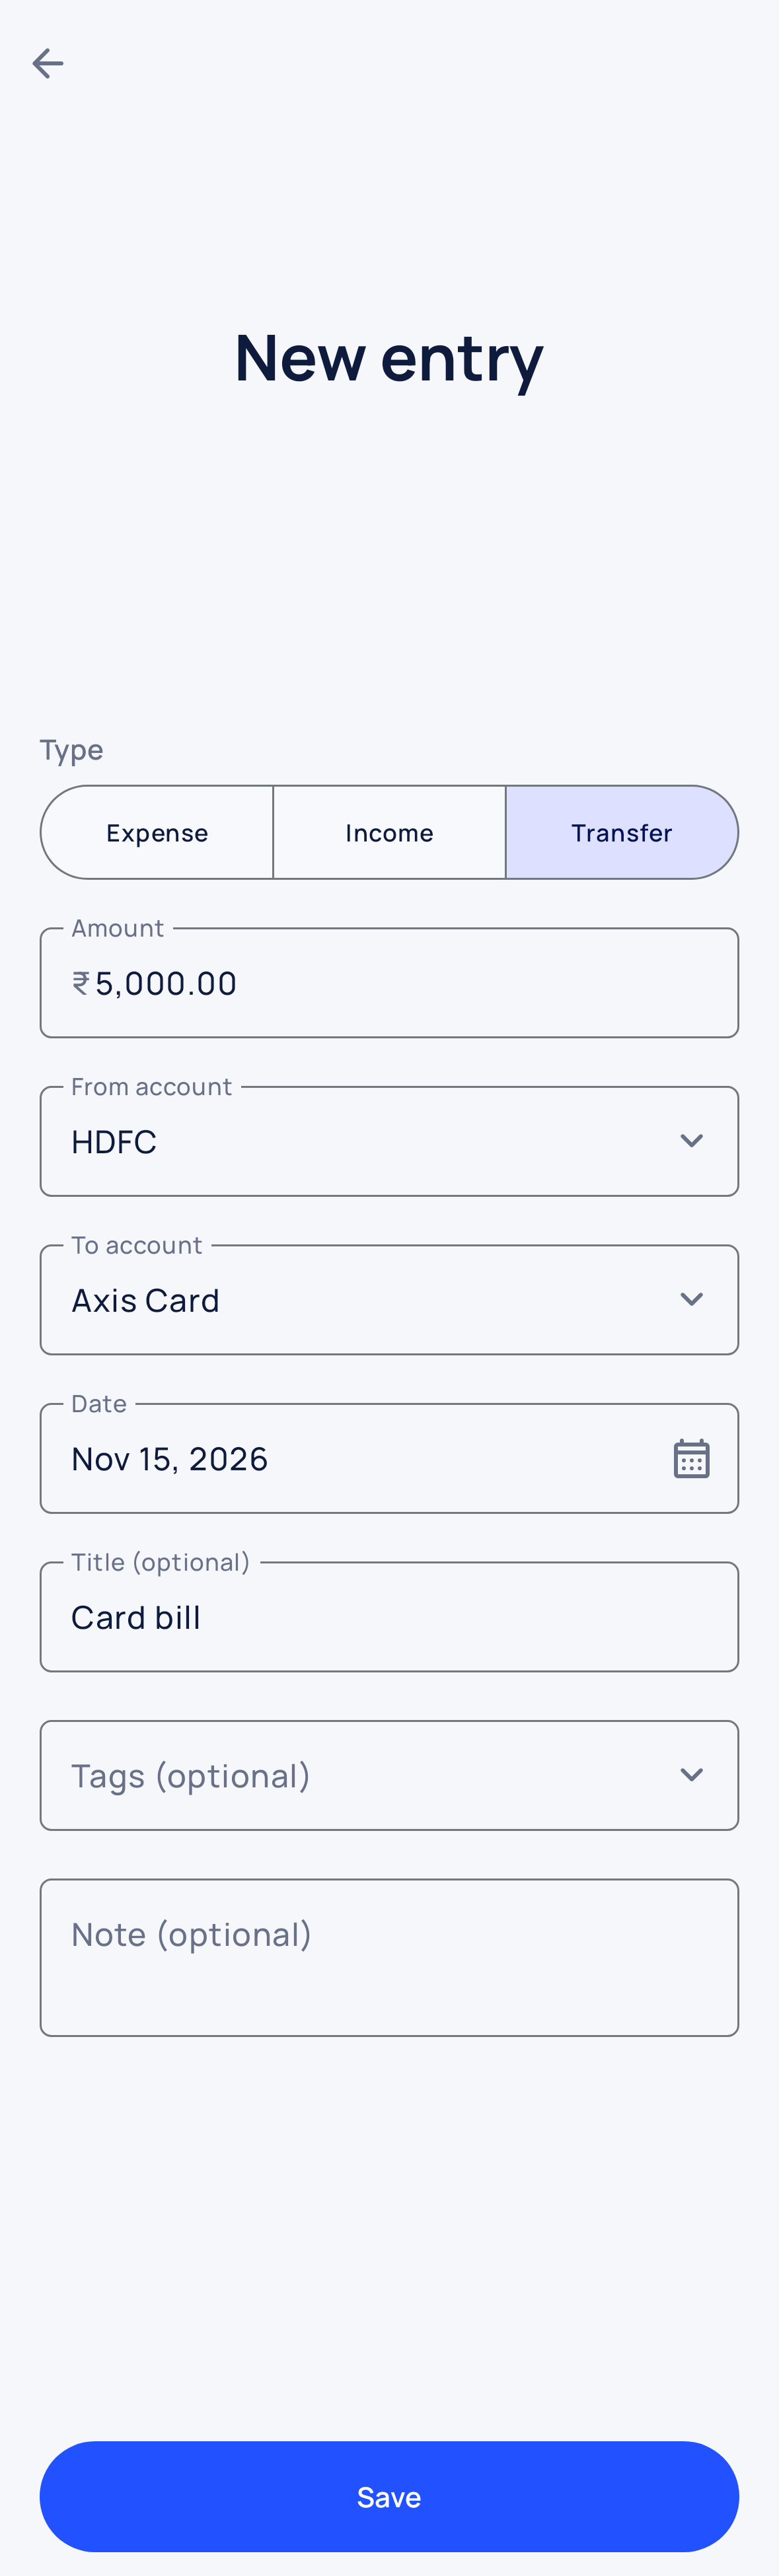 New entry
Type
Expense Income Transfer
Amount
₹5,000.00
From account
HDFC
To account
Axis Card
Date
Nov 15, 2026
Title (optional)
Card bill
Tags (optional)
Note (optional)
Save